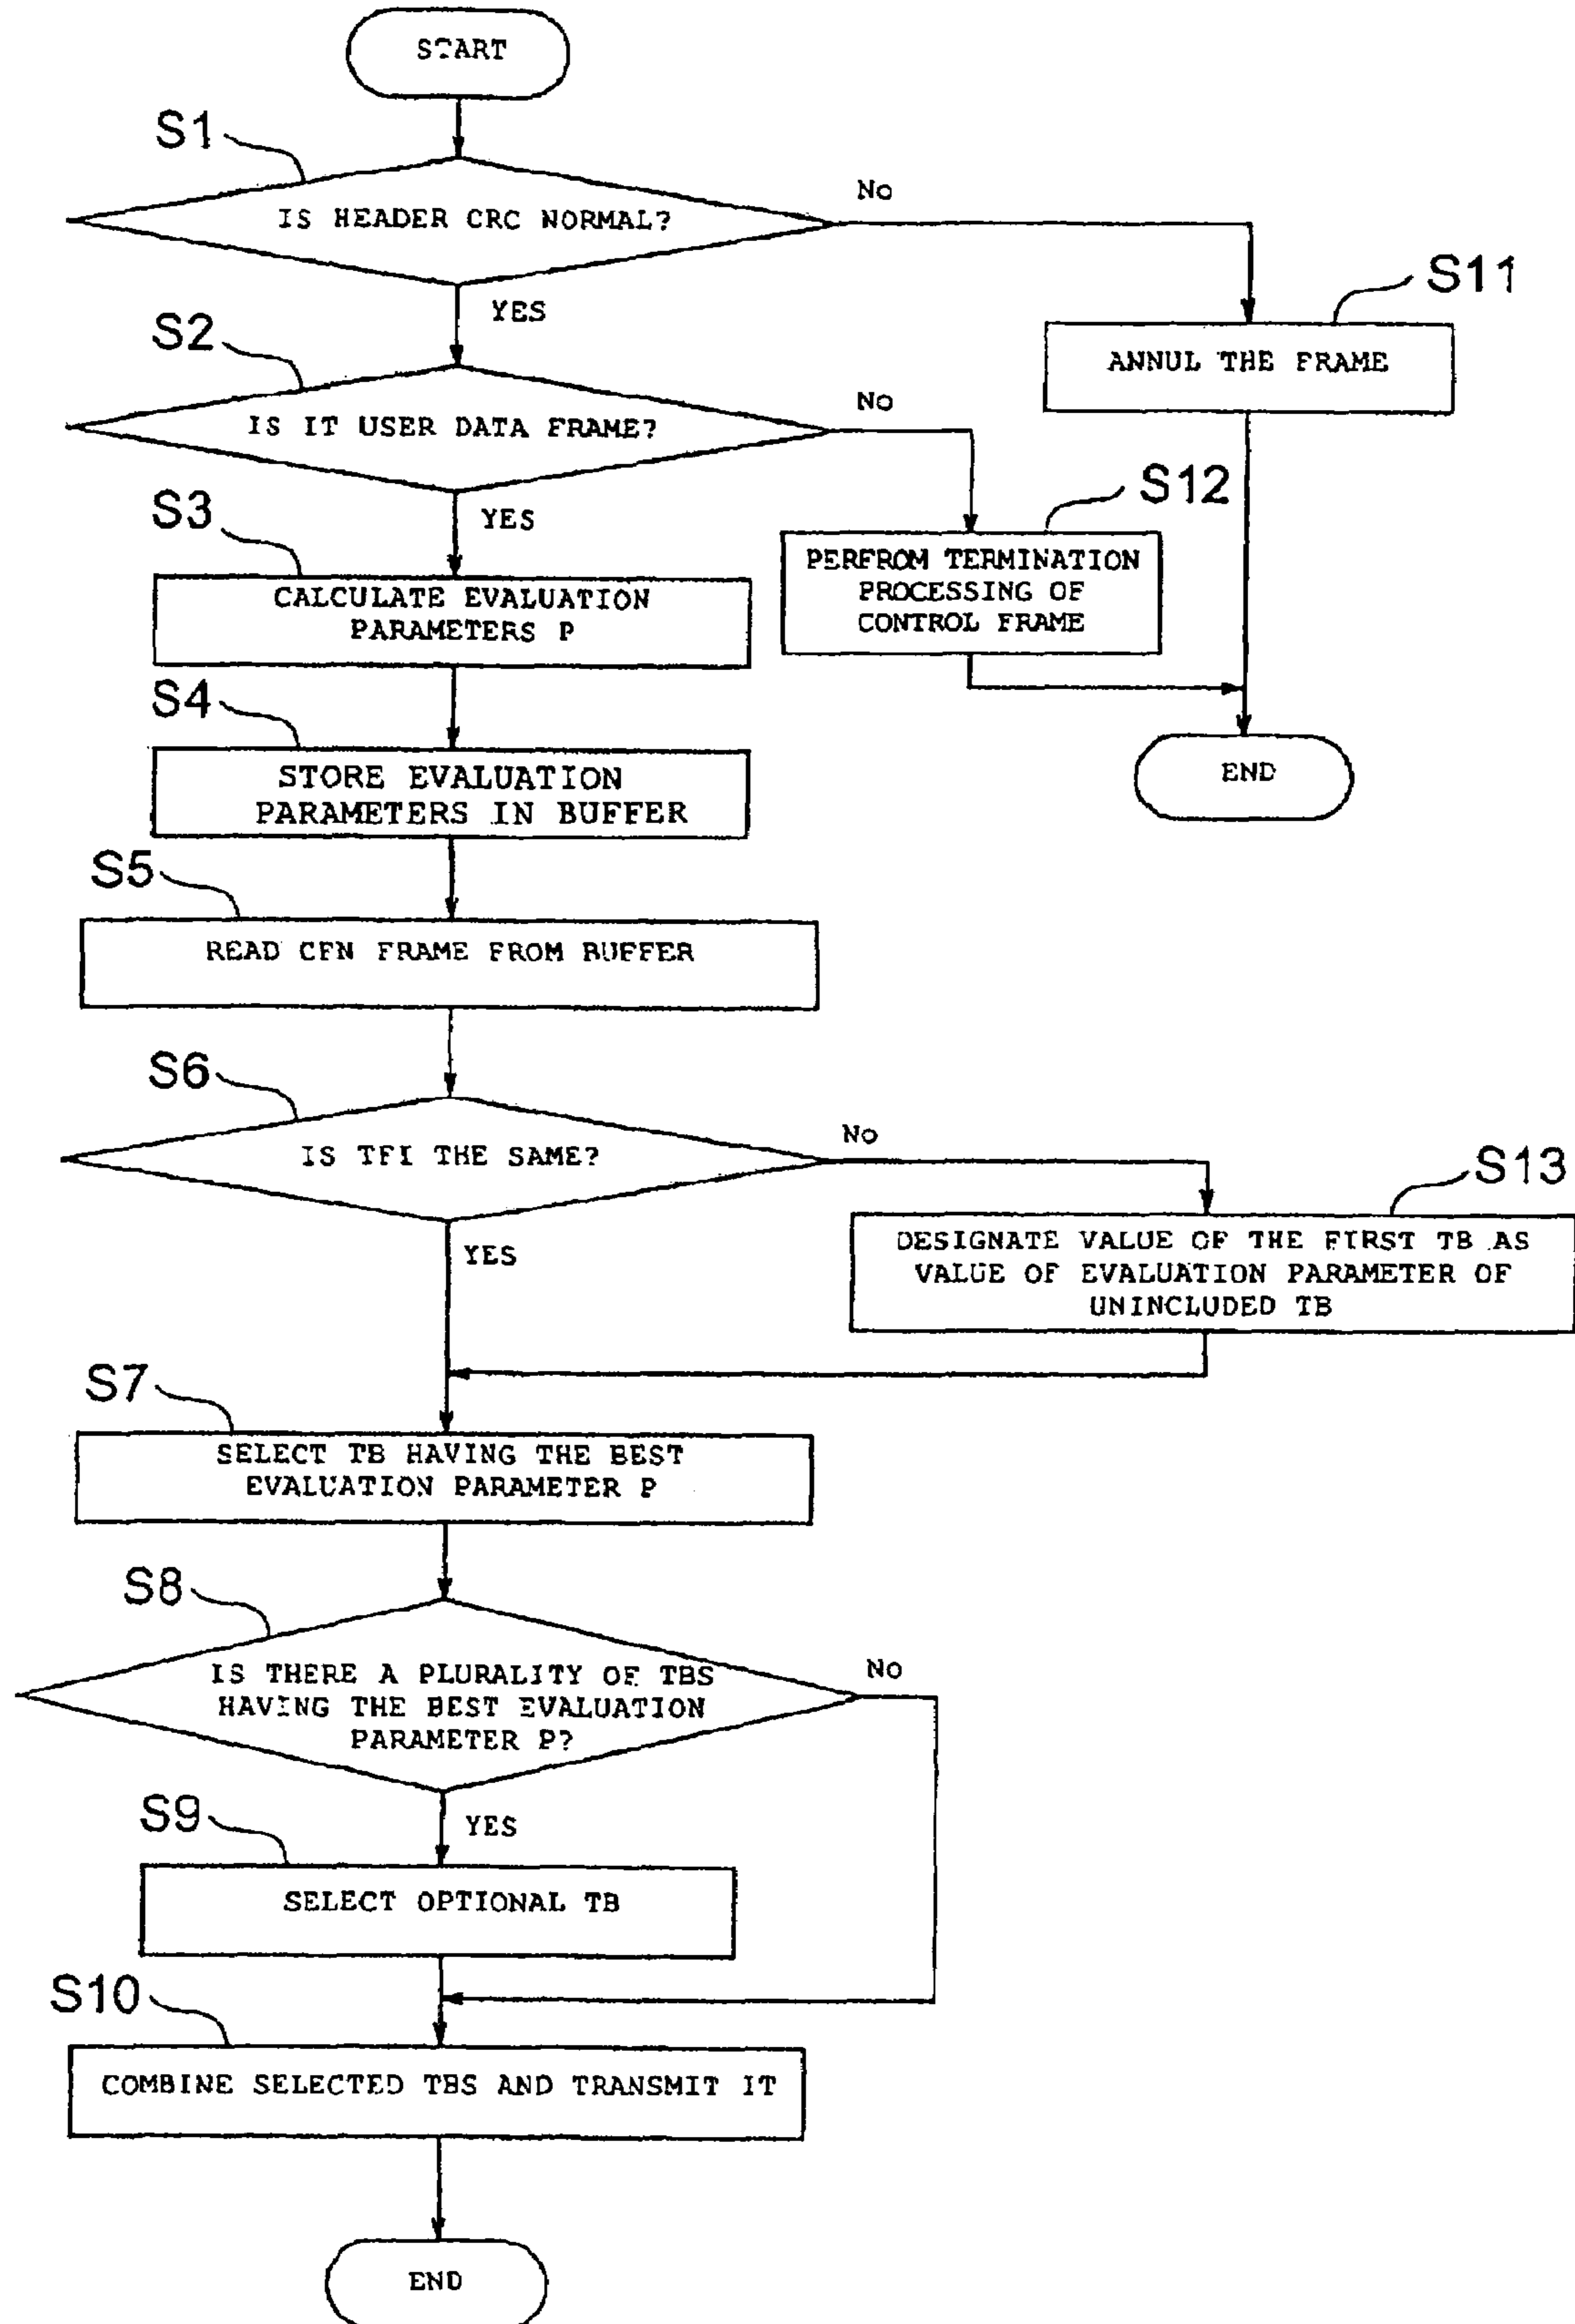 START
S1
IS HEADER CRC NORMAL?
No
YES
S11
ANNUL THE FRAME
S2
IS IT USER DATA FRAME?
No
YES
S12
PERFROM TERMINATION
PROCESSING OF
CONTROL FRAME
END
S3
CALCULATE EVALUATION
PARAMETERS P
S4
STORE EVALUATION
PARAMETERS IN BUFFER
S5
READ CFN FRAME FROM BUFFER
S6
IS TFI THE SAME?
No
YES
S13
DESIGNATE VALUE OF THE FIRST TB AS
VALUE OF EVALUATION PARAMETER OF
UNINCLUDED TB
S7
SELECT TB HAVING THE BEST
EVALUATION PARAMETER P
S8
IS THERE A PLURALITY OF TBS
HAVING THE BEST EVALUATION
PARAMETER P?
NO
YES
S9
SELECT OPTIONAL TB
S10
COMBINE SELECTED TBS AND TRANSMIT IT
END